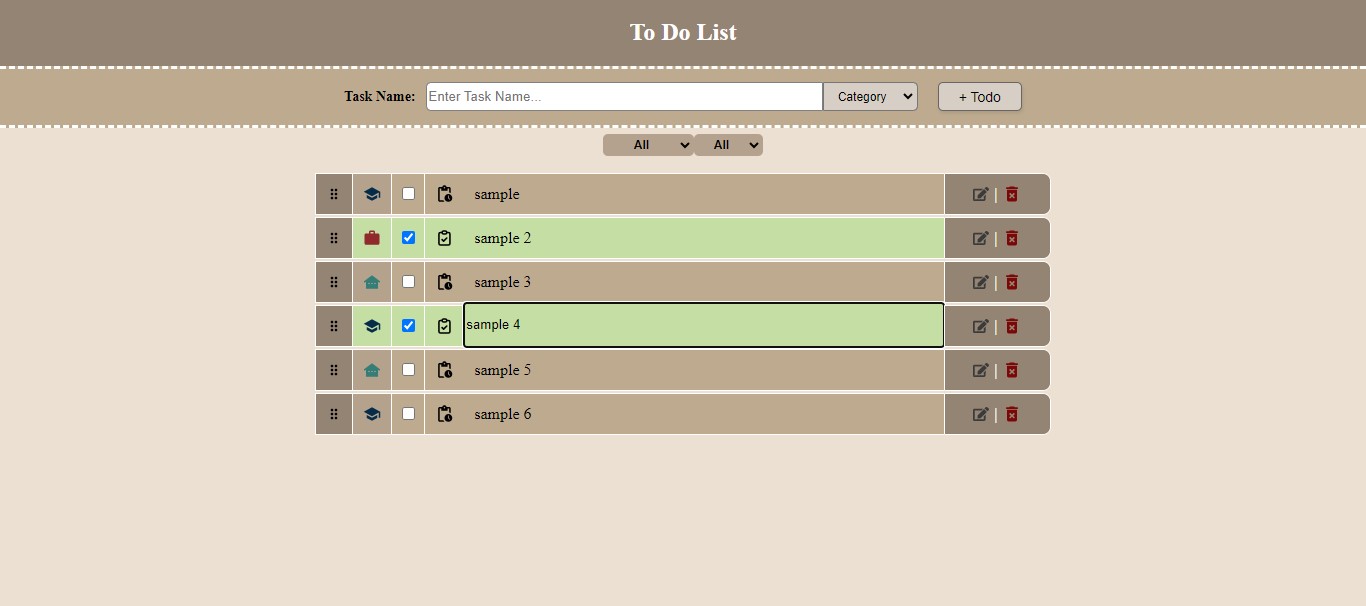 To Do List
Task Name: Enter Task Name... Category + Todo
All All
sample
sample 2
sample 3
sample 4
sample 5
sample 6